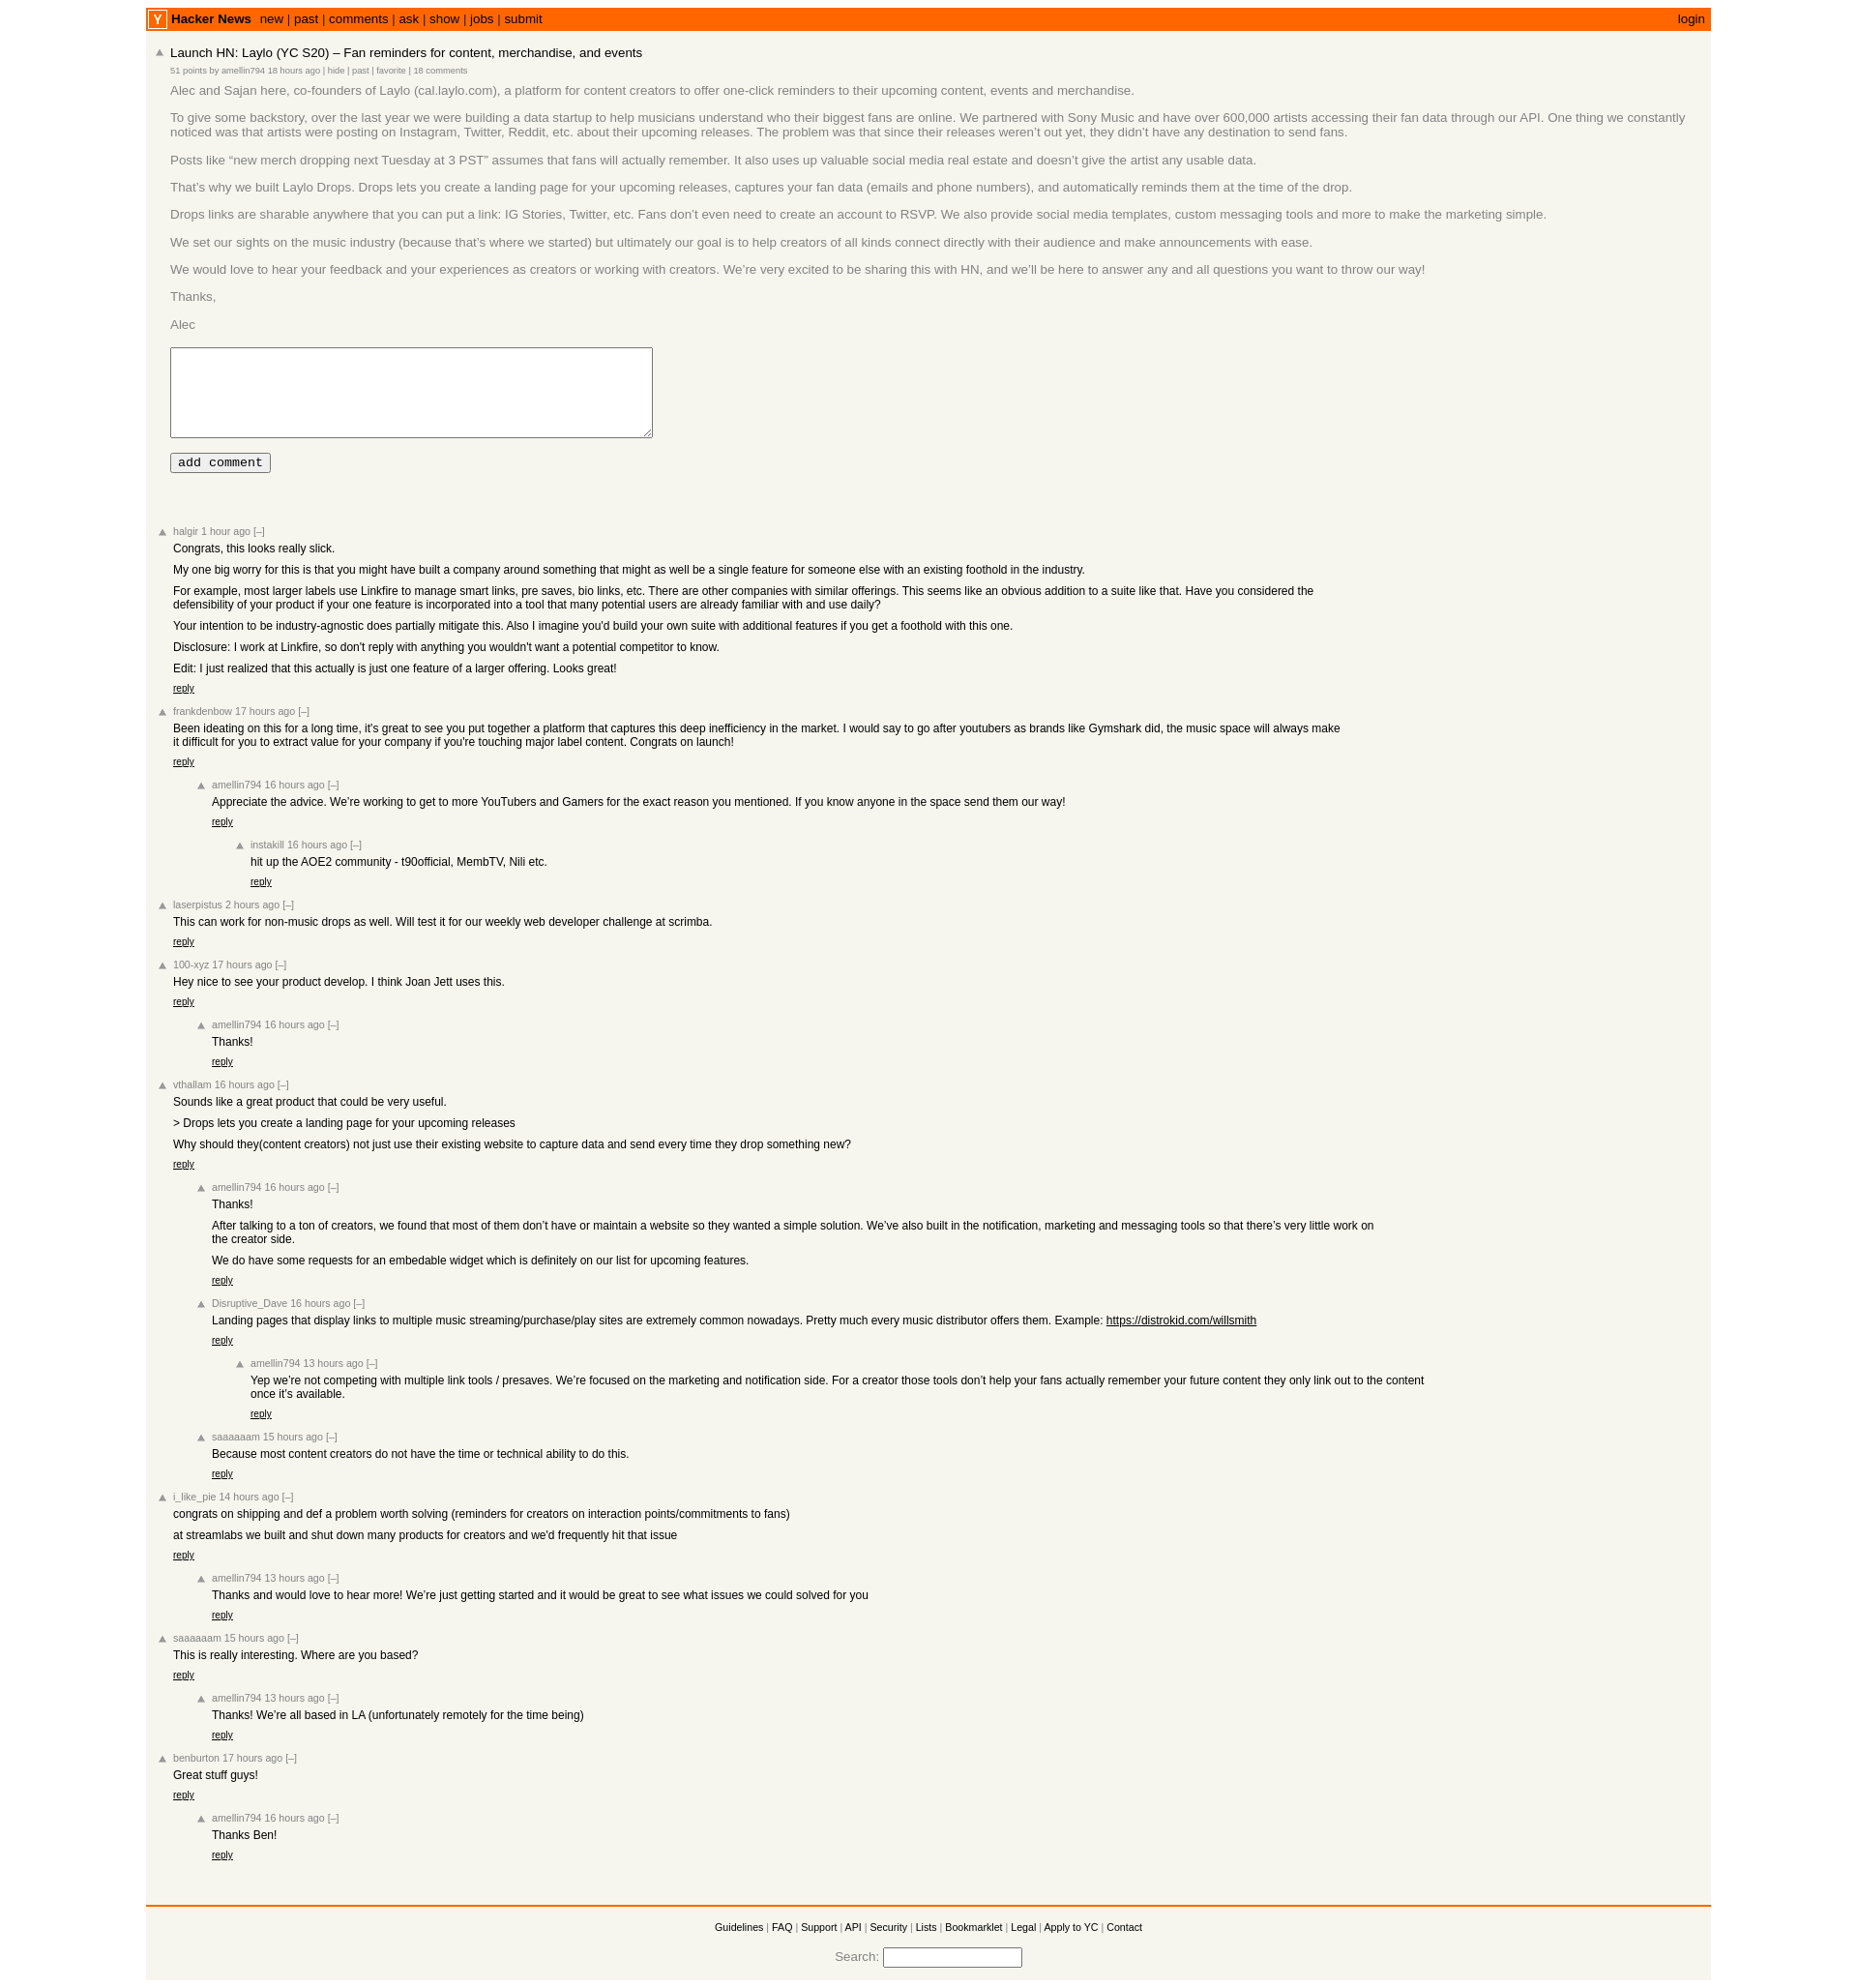 Y Hacker News new | past | comments | ask | show | jobs | submit login
Launch HN: Laylo (YC S20) – Fan reminders for content, merchandise, and events
51 points by amellin794 18 hours ago | hide | past | favorite | 18 comments
Alec and Sajan here, co-founders of Laylo (cal.laylo.com), a platform for content creators to offer one-click reminders to their upcoming content, events and merchandise.
To give some backstory, over the last year we were building a data startup to help musicians understand who their biggest fans are online. We partnered with Sony Music and have over 600,000 artists accessing their fan data through our API. One thing we constantly
noticed was that artists were posting on Instagram, Twitter, Reddit, etc. about their upcoming releases. The problem was that since their releases weren’t out yet, they didn’t have any destination to send fans.
Posts like “new merch dropping next Tuesday at 3 PST” assumes that fans will actually remember. It also uses up valuable social media real estate and doesn’t give the artist any usable data.
That’s why we built Laylo Drops. Drops lets you create a landing page for your upcoming releases, captures your fan data (emails and phone numbers), and automatically reminds them at the time of the drop.
Drops links are sharable anywhere that you can put a link: IG Stories, Twitter, etc. Fans don’t even need to create an account to RSVP. We also provide social media templates, custom messaging tools and more to make the marketing simple.
We set our sights on the music industry (because that’s where we started) but ultimately our goal is to help creators of all kinds connect directly with their audience and make announcements with ease.
We would love to hear your feedback and your experiences as creators or working with creators. We’re very excited to be sharing this with HN, and we’ll be here to answer any and all questions you want to throw our way!
Thanks,
Alec
add comment
halgir 1 hour ago [–]
Congrats, this looks really slick.
My one big worry for this is that you might have built a company around something that might as well be a single feature for someone else with an existing foothold in the industry.
For example, most larger labels use Linkfire to manage smart links, pre saves, bio links, etc. There are other companies with similar offerings. This seems like an obvious addition to a suite like that. Have you considered the
defensibility of your product if your one feature is incorporated into a tool that many potential users are already familiar with and use daily?
Your intention to be industry-agnostic does partially mitigate this. Also I imagine you'd build your own suite with additional features if you get a foothold with this one.
Disclosure: I work at Linkfire, so don't reply with anything you wouldn't want a potential competitor to know.
Edit: I just realized that this actually is just one feature of a larger offering. Looks great!
reply
frankdenbow 17 hours ago [–]
Been ideating on this for a long time, it's great to see you put together a platform that captures this deep inefficiency in the market. I would say to go after youtubers as brands like Gymshark did, the music space will always make
it difficult for you to extract value for your company if you're touching major label content. Congrats on launch!
reply
amellin794 16 hours ago [–]
Appreciate the advice. We’re working to get to more YouTubers and Gamers for the exact reason you mentioned. If you know anyone in the space send them our way!
reply
instakill 16 hours ago [–]
hit up the AOE2 community - t90official, MembTV, Nili etc.
reply
laserpistus 2 hours ago [–]
This can work for non-music drops as well. Will test it for our weekly web developer challenge at scrimba.
reply
100-xyz 17 hours ago [–]
Hey nice to see your product develop. I think Joan Jett uses this.
reply
amellin794 16 hours ago [–]
Thanks!
reply
vthallam 16 hours ago [–]
Sounds like a great product that could be very useful.
> Drops lets you create a landing page for your upcoming releases
Why should they(content creators) not just use their existing website to capture data and send every time they drop something new?
reply
amellin794 16 hours ago [–]
Thanks!
After talking to a ton of creators, we found that most of them don’t have or maintain a website so they wanted a simple solution. We’ve also built in the notification, marketing and messaging tools so that there’s very little work on
the creator side.
We do have some requests for an embedable widget which is definitely on our list for upcoming features.
reply
Disruptive_Dave 16 hours ago [–]
Landing pages that display links to multiple music streaming/purchase/play sites are extremely common nowadays. Pretty much every music distributor offers them. Example: https://distrokid.com/willsmith
reply
amellin794 13 hours ago [–]
Yep we’re not competing with multiple link tools / presaves. We’re focused on the marketing and notification side. For a creator those tools don’t help your fans actually remember your future content they only link out to the content
once it’s available.
reply
saaaaaam 15 hours ago [–]
Because most content creators do not have the time or technical ability to do this.
reply
i_like_pie 14 hours ago [–]
congrats on shipping and def a problem worth solving (reminders for creators on interaction points/commitments to fans)
at streamlabs we built and shut down many products for creators and we'd frequently hit that issue
reply
amellin794 13 hours ago [–]
Thanks and would love to hear more! We’re just getting started and it would be great to see what issues we could solved for you
reply
saaaaaam 15 hours ago [–]
This is really interesting. Where are you based?
reply
amellin794 13 hours ago [–]
Thanks! We’re all based in LA (unfortunately remotely for the time being)
reply
benburton 17 hours ago [–]
Great stuff guys!
reply
amellin794 16 hours ago [–]
Thanks Ben!
reply
Guidelines | FAQ | Support | API | Security | Lists | Bookmarklet | Legal | Apply to YC | Contact
Search: